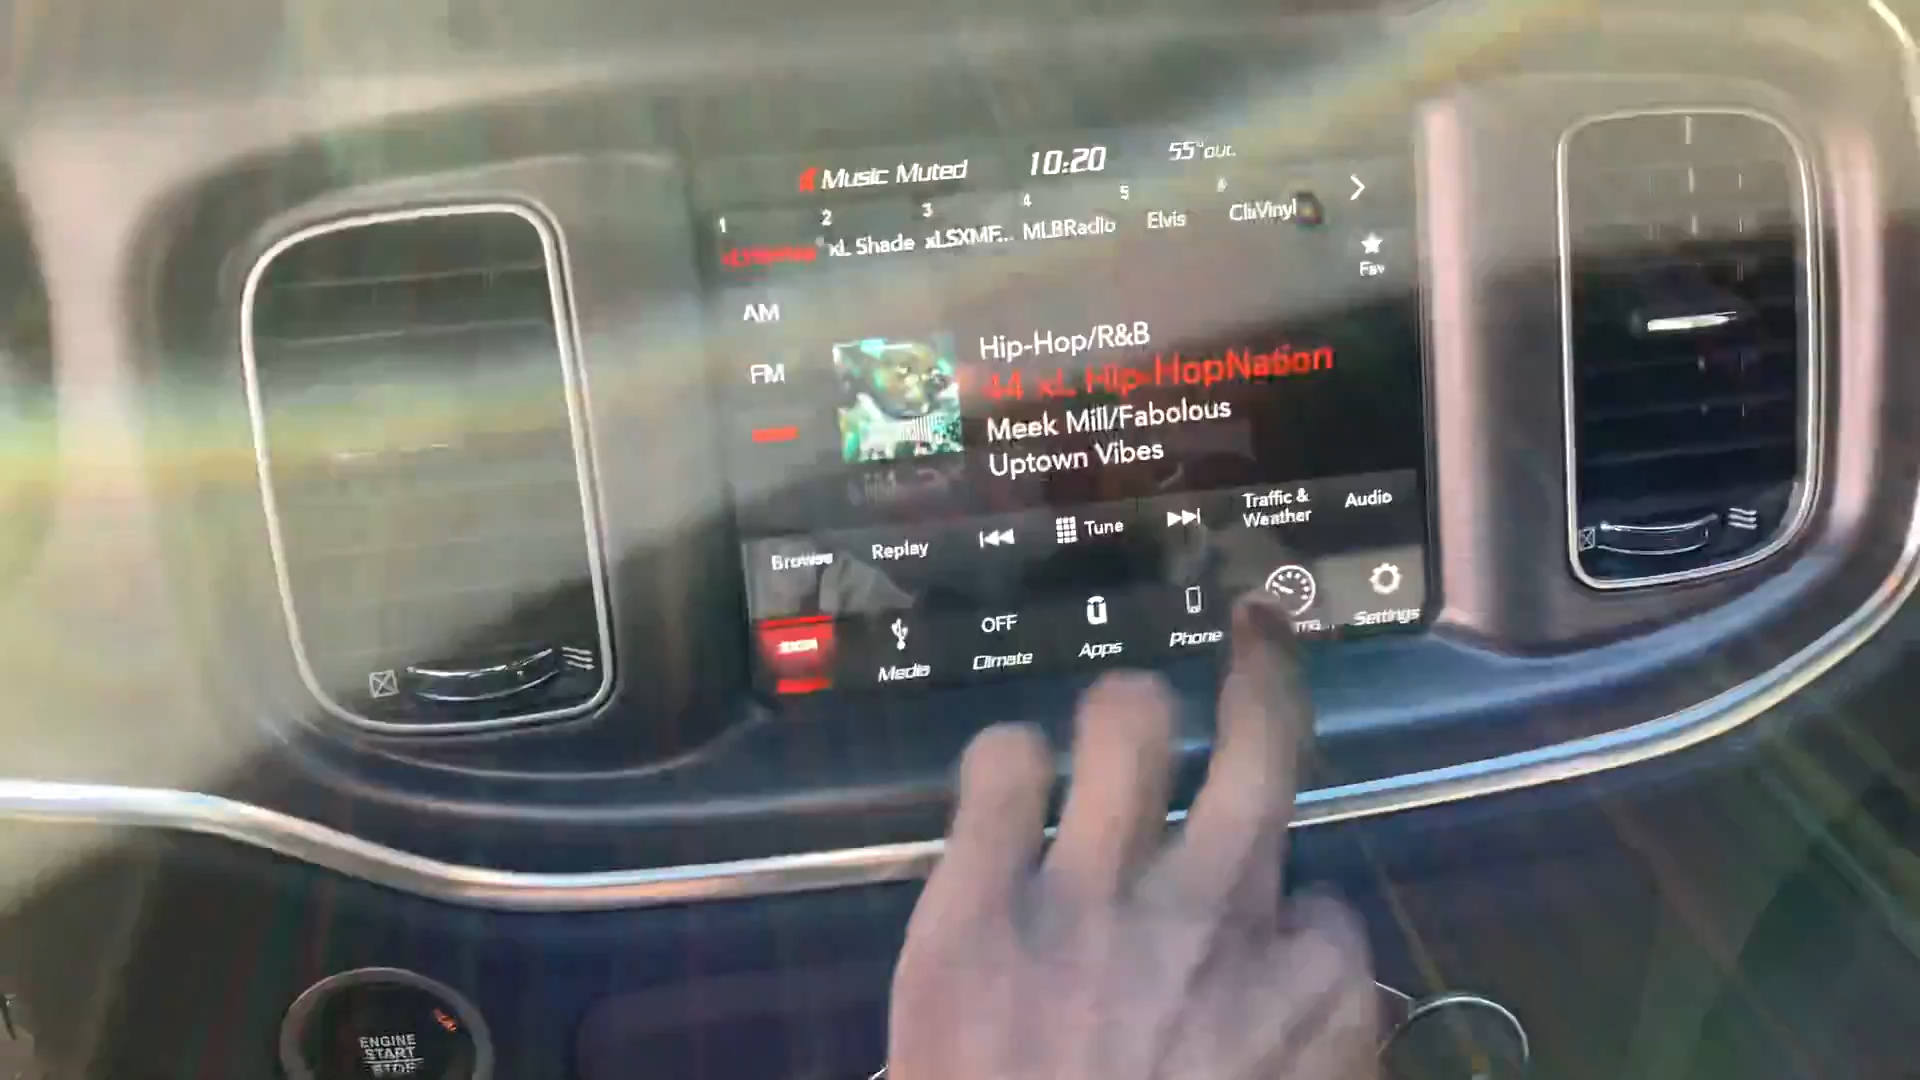 Music Muted 10:20 55° out.
1 2 3 4 5 6
xL Shade xLSXMF... MLBRadio Elvis ClsVinyl
Fav
AM
FM
Hip-Hop/R&B
44 xL Hip-HopNation
Meek Mill/Fabolous
Uptown Vibes
Browse Replay Tune Traffic & Weather Audio
OFF
Media Climate Apps Phone Settings
ENGINE
START
STOP